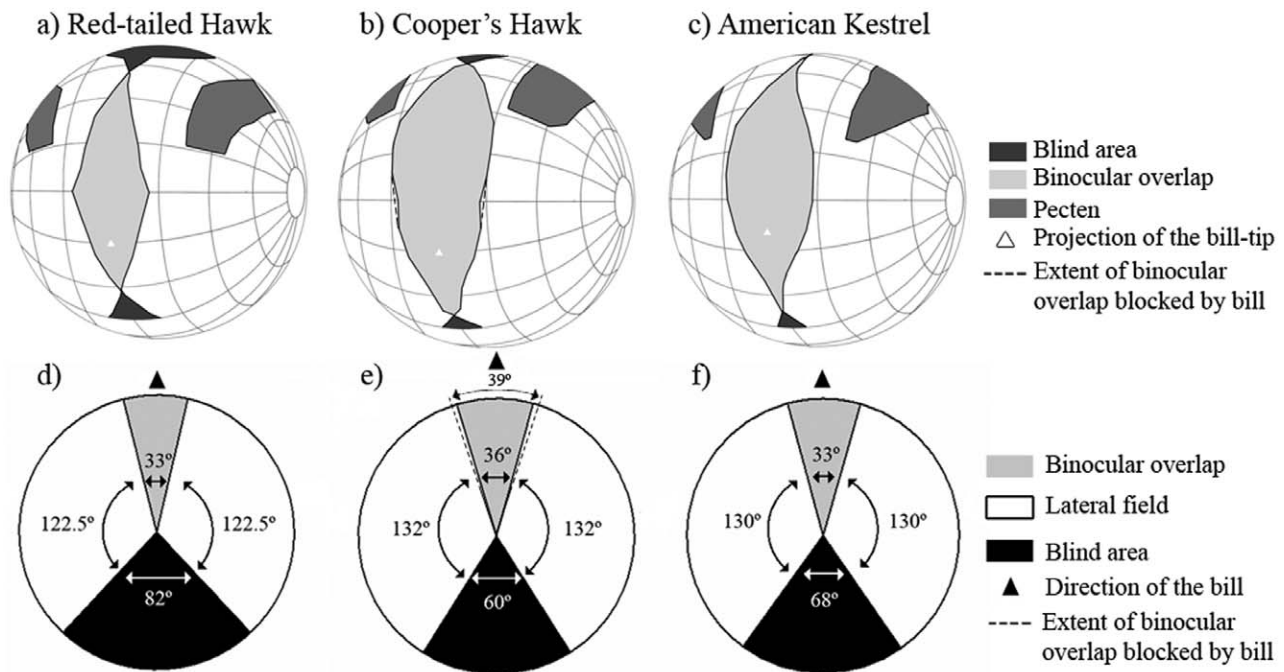 a) Red-tailed Hawk
b) Cooper's Hawk
c) American Kestrel
Blind area
Binocular overlap
Pecten
Projection of the bill-tip
Extent of binocular
overlap blocked by bill
d)
e)
f)
39º
33º
36º
33º
122.5º
122.5º
132º
132º
130º
130º
82º
60º
68º
Binocular overlap
Lateral field
Blind area
Direction of the bill
Extent of binocular
overlap blocked by bill